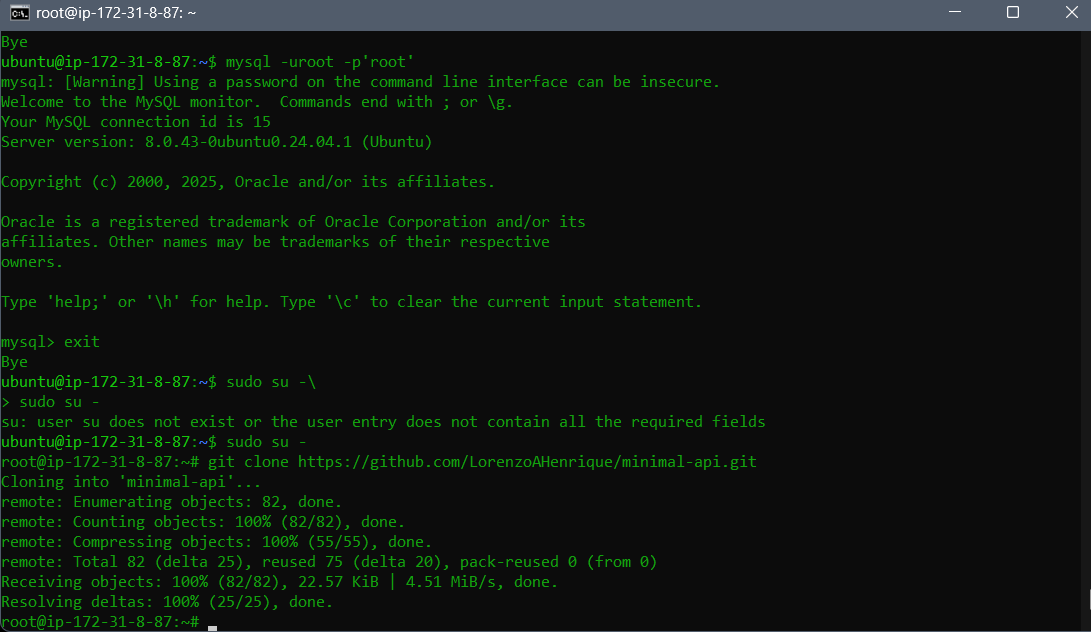 root@ip-172-31-8-87: ~
Bye
ubuntu@ip-172-31-8-87:~$ mysql -uroot -p'root'
mysql: [Warning] Using a password on the command line interface can be insecure.
Welcome to the MySQL monitor.  Commands end with ; or \g.
Your MySQL connection id is 15
Server version: 8.0.43-0ubuntu0.24.04.1 (Ubuntu)
Copyright (c) 2000, 2025, Oracle and/or its affiliates.
Oracle is a registered trademark of Oracle Corporation and/or its
affiliates. Other names may be trademarks of their respective
owners.
Type 'help;' or '\h' for help. Type '\c' to clear the current input statement.
mysql> exit
Bye
ubuntu@ip-172-31-8-87:~$ sudo su -\
> sudo su -
su: user su does not exist or the user entry does not contain all the required fields
ubuntu@ip-172-31-8-87:~$ sudo su -
root@ip-172-31-8-87:~# git clone https://github.com/LorenzoAHenrique/minimal-api.git
Cloning into 'minimal-api'...
remote: Enumerating objects: 82, done.
remote: Counting objects: 100% (82/82), done.
remote: Compressing objects: 100% (55/55), done.
remote: Total 82 (delta 25), reused 75 (delta 20), pack-reused 0 (from 0)
Receiving objects: 100% (82/82), 22.57 KiB | 4.51 MiB/s, done.
Resolving deltas: 100% (25/25), done.
root@ip-172-31-8-87:~#